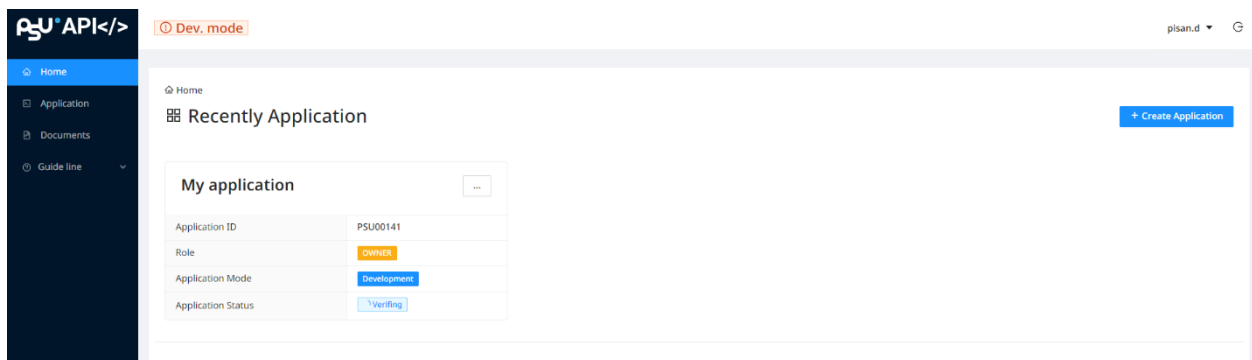 PSU API</>
Dev. mode
pisan.d
Home
Application
Documents
Guide line
Home
Recently Application
+ Create Application
My application
...
Application ID PSU00141
Role OWNER
Application Mode Development
Application Status Verifing